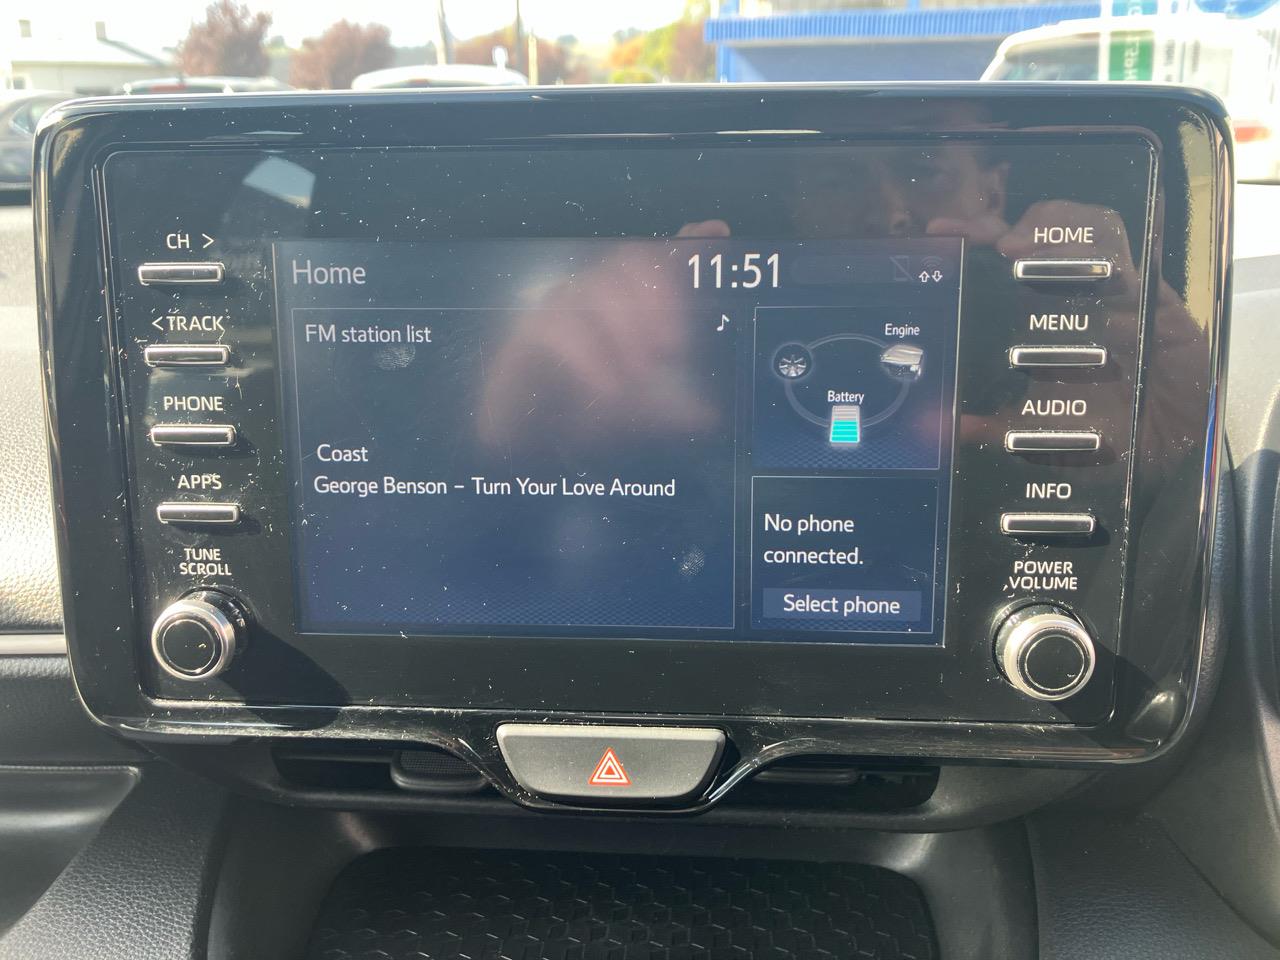 CH >
< TRACK
PHONE
APPS
TUNE
SCROLL
Home
11:51
FM station list
Coast
George Benson – Turn Your Love Around
Engine
Battery
No phone
connected.
Select phone
HOME
MENU
AUDIO
INFO
POWER
VOLUME